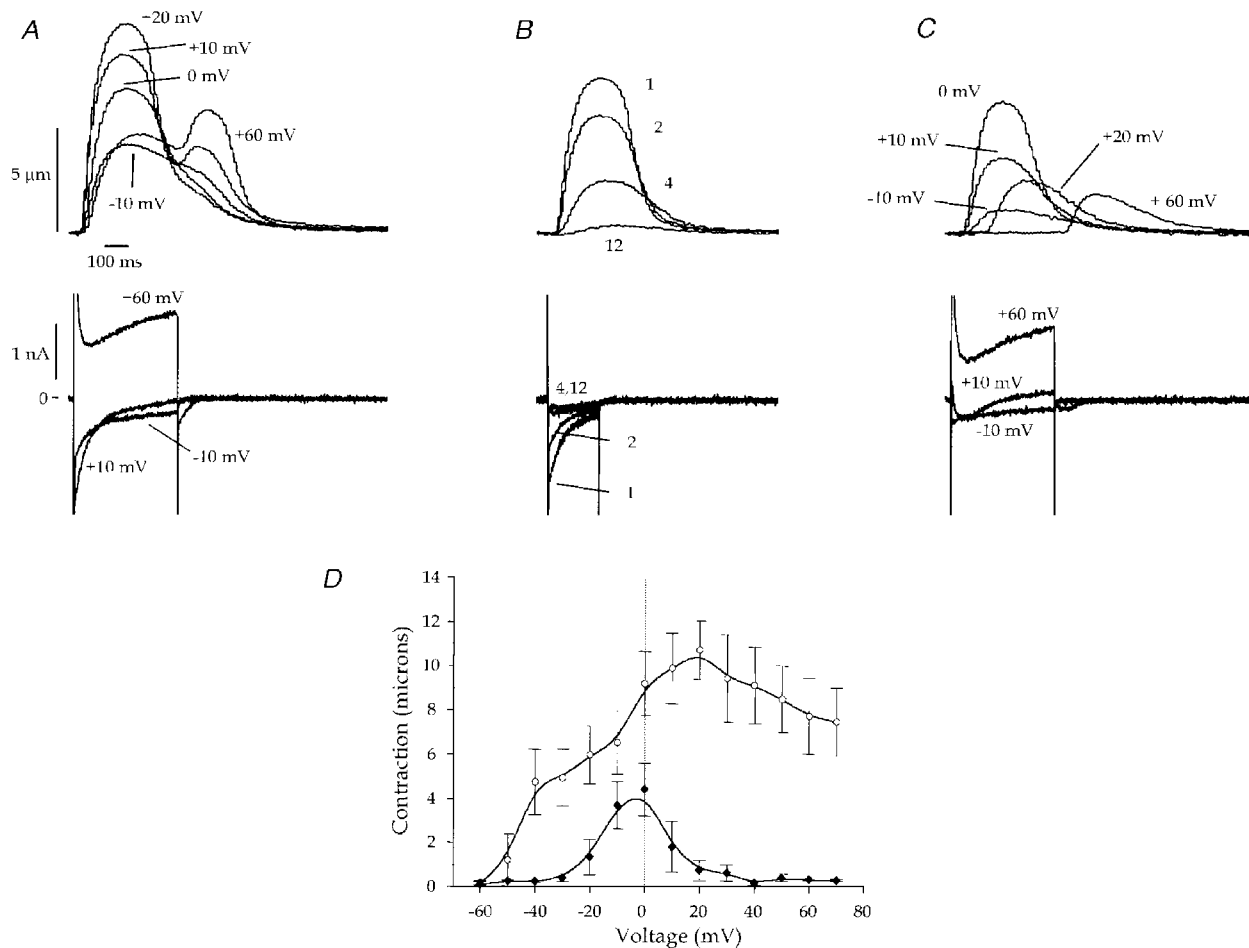 A
−20 mV
+10 mV
0 mV
+60 mV
-10 mV
5 μm
100 ms
−60 mV
1 nA
0
+10 mV
-10 mV
B
1
2
4
12
4,12
2
1
C
0 mV
+10 mV
+20 mV
-10 mV
+ 60 mV
+60 mV
+10 mV
-10 mV
D
Contraction (microns)
14
12
10
8
6
4
2
0
-60 -40 -20 0 20 40 60 80
Voltage (mV)